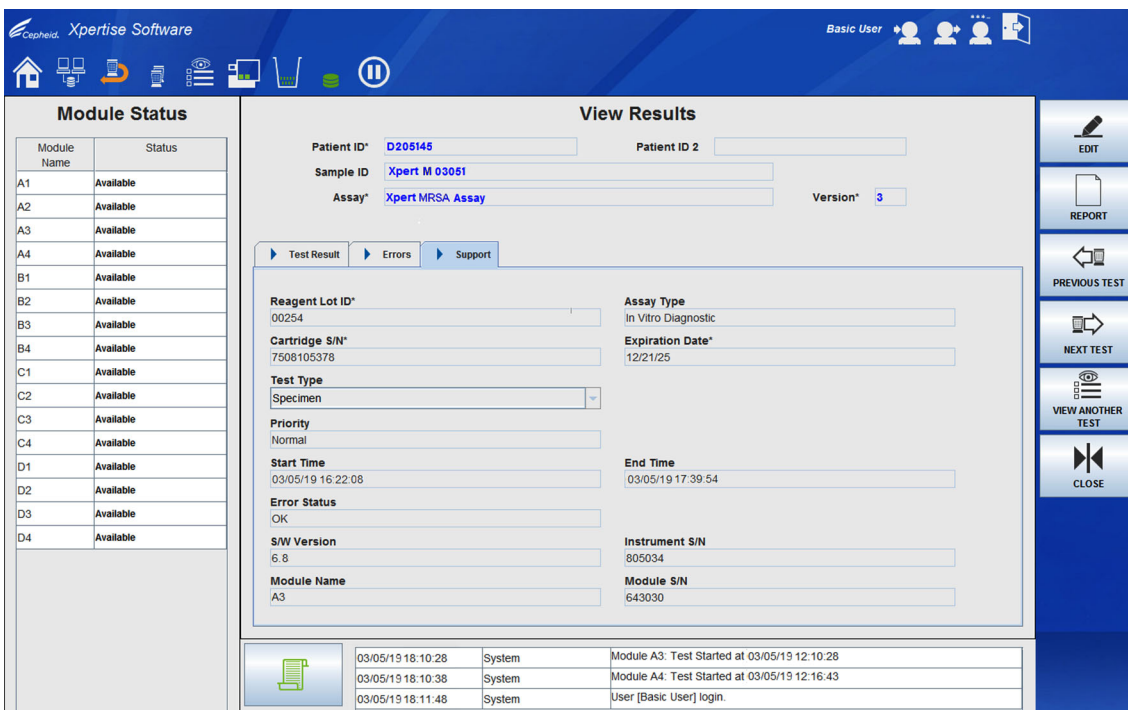 Cepheid. Xpertise Software
Basic User
Module Status
Module Name Status
A1 Available
A2 Available
A3 Available
A4 Available
B1 Available
B2 Available
B3 Available
B4 Available
C1 Available
C2 Available
C3 Available
C4 Available
D1 Available
D2 Available
D3 Available
D4 Available
View Results
Patient ID* D205145 Patient ID 2
Sample ID Xpert M 03051
Assay* Xpert MRSA Assay Version* 3
Test Result Errors Support
Reagent Lot ID* Assay Type
00254 In Vitro Diagnostic
Cartridge S/N* Expiration Date*
7508105378 12/21/25
Test Type
Specimen
Priority
Normal
Start Time End Time
03/05/19 16:22:08 03/05/19 17:39:54
Error Status
OK
S/W Version Instrument S/N
6.8 805034
Module Name Module S/N
A3 643030
03/05/19 18:10:28 System Module A3: Test Started at 03/05/19 12:10:28
03/05/19 18:10:38 System Module A4: Test Started at 03/05/19 12:16:43
03/05/19 18:11:48 System User [Basic User] login.
EDIT
REPORT
PREVIOUS TEST
NEXT TEST
VIEW ANOTHER
TEST
CLOSE